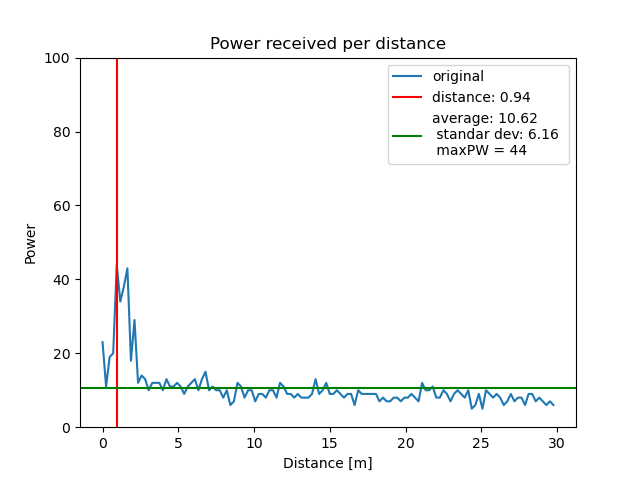 Power received per distance
100
80
60
40
20
0
Power
original
distance: 0.94
average: 10.62
standar dev: 6.16
maxPW = 44
0 5 10 15 20 25 30
Distance [m]